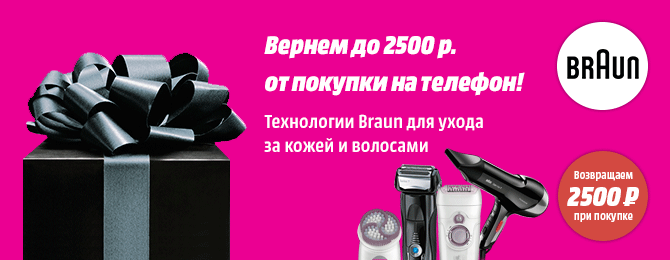 Вернем до 2500 р.
от покупки на телефон!
Технологии Braun для ухода
за кожей и волосами
BRAUN
Возвращаем
2500 ₽
при покупке